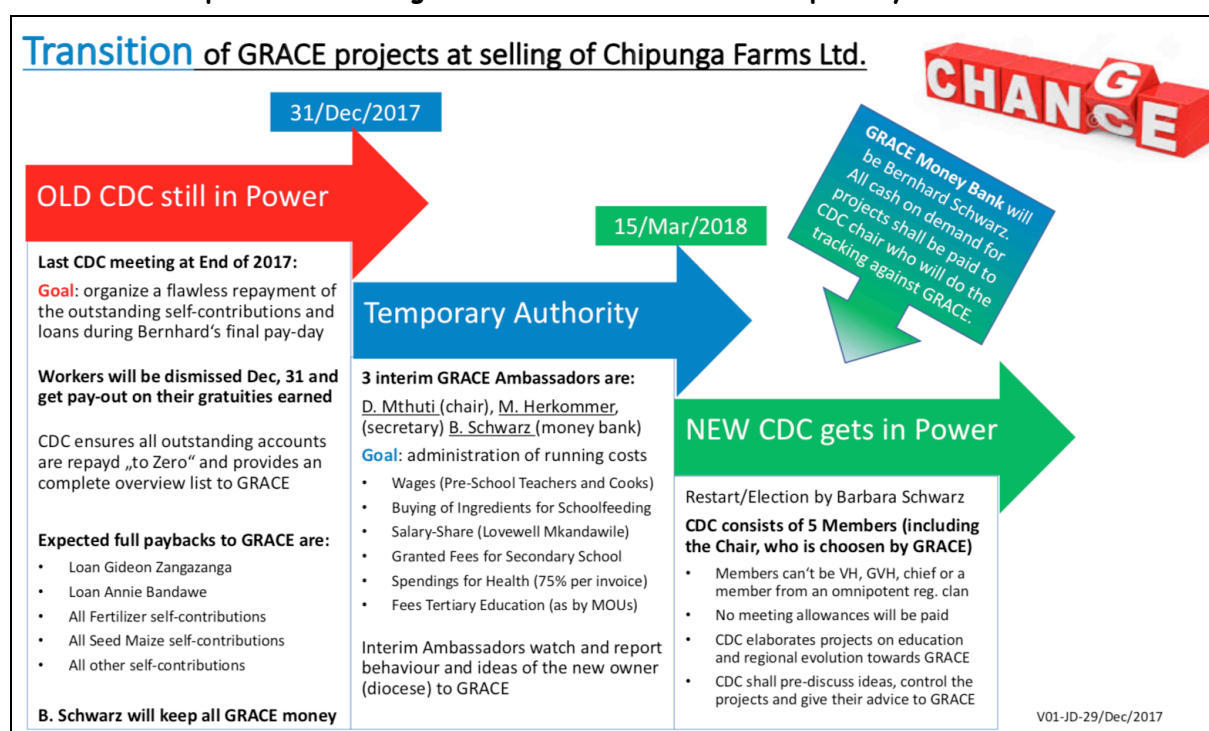 Transition of GRACE projects at selling of Chipunga Farms Ltd.
CHANGCE
31/Dec/2017
OLD CDC still in Power
Last CDC meeting at End of 2017:
Goal: organize a flawless repayment of
the outstanding self-contributions and
loans during Bernhard‘s final pay-day
Workers will be dismissed Dec, 31 and
get pay-out on their gratuities earned
CDC ensures all outstanding accounts
are repayd „to Zero“ and provides an
complete overview list to GRACE
Expected full paybacks to GRACE are:
• Loan Gideon Zangazanga
• Loan Annie Bandawe
• All Fertilizer self-contributions
• All Seed Maize self-contributions
• All other self-contributions
B. Schwarz will keep all GRACE money
15/Mar/2018
Temporary Authority
3 interim GRACE Ambassadors are:
D. Mthuti (chair), M. Herkommer,
(secretary) B. Schwarz (money bank)
Goal: administration of running costs
• Wages (Pre-School Teachers and Cooks)
• Buying of Ingredients for Schoolfeeding
• Salary-Share (Lovewell Mkandawile)
• Granted Fees for Secondary School
• Spendings for Health (75% per invoice)
• Fees Tertiary Education (as by MOUs)
Interim Ambassadors watch and report
behaviour and ideas of the new owner
(diocese) to GRACE
GRACE Money Bank will
be Bernhard Schwarz.
All cash on demand for
projects shall be paid to
CDC chair who will do the
tracking against GRACE.
NEW CDC gets in Power
Restart/Election by Barbara Schwarz
CDC consists of 5 Members (including
the Chair, who is choosen by GRACE)
• Members can‘t be VH, GVH, chief or a
member from an omnipotent reg. clan
• No meeting allowances will be paid
• CDC elaborates projects on education
and regional evolution towards GRACE
• CDC shall pre-discuss ideas, control the
projects and give their advice to GRACE
V01-JD-29/Dec/2017